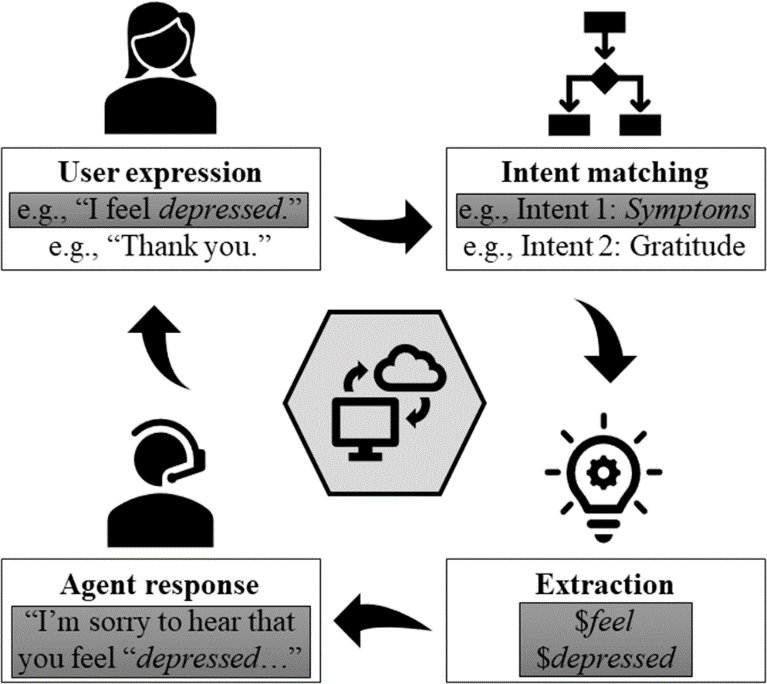 User expression
e.g., “I feel depressed.”
e.g., “Thank you.”
Intent matching
e.g., Intent 1: Symptoms
e.g., Intent 2: Gratitude
Agent response
“I’m sorry to hear that
you feel “depressed…”
Extraction
$feel
$depressed